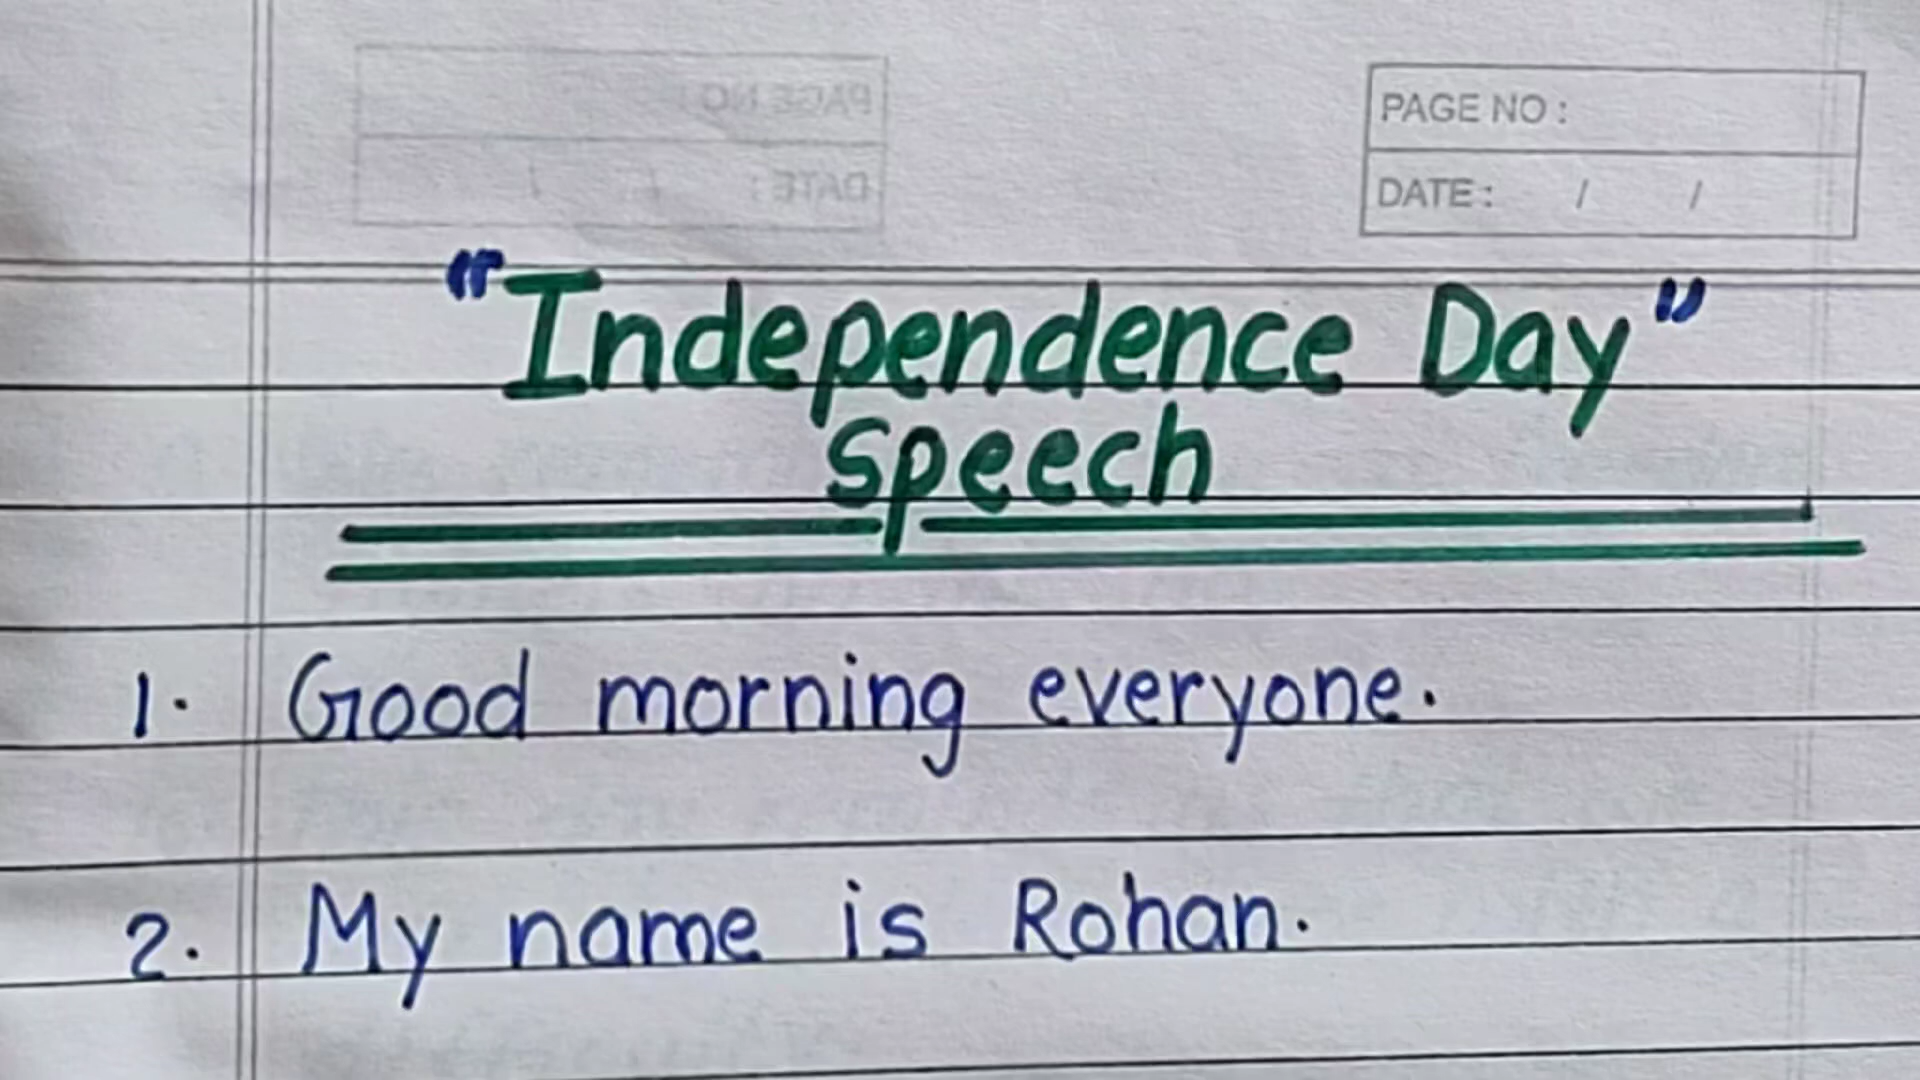 PAGE NO :
DATE : / /
"Independence Day"
speech
1. Good morning everyone.
2. My name is Rohan.